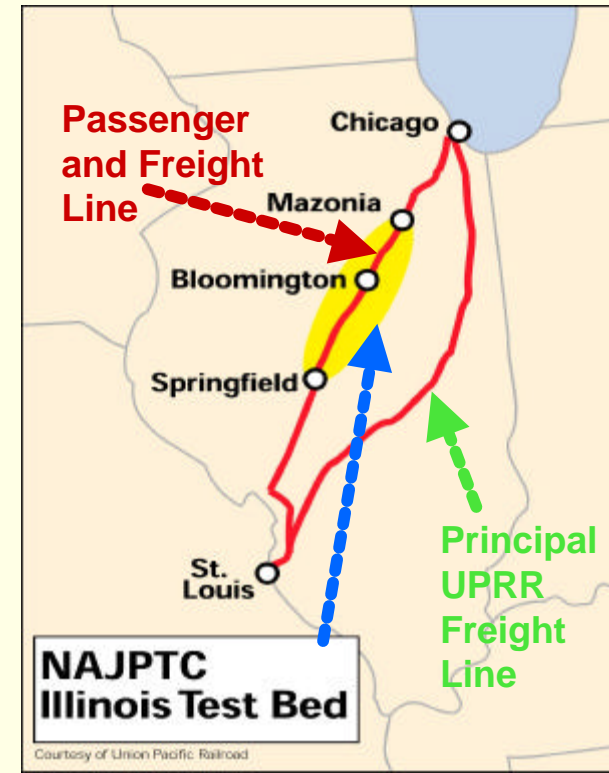 Passenger
and Freight
Line
Chicago
Mazonia
Bloomington
Springfield
St.
Louis
Principal
UPRR
Freight
Line
NAJPTC
Illinois Test Bed
Courtesy of Union Pacific Railroad